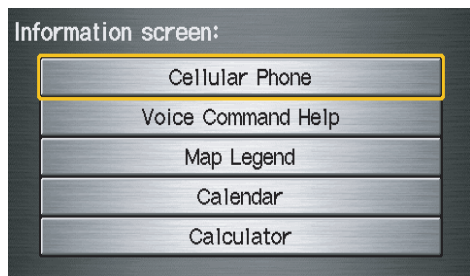 Information screen:
Cellular Phone
Voice Command Help
Map Legend
Calendar
Calculator